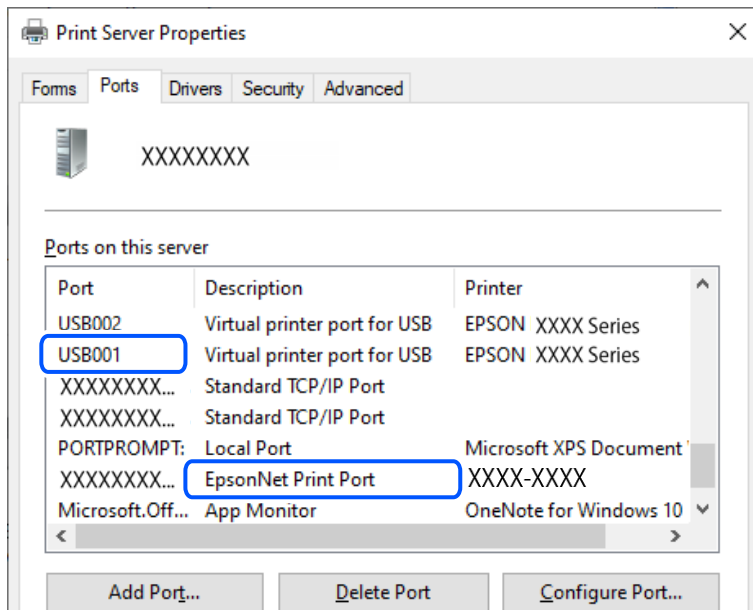 Print Server Properties
Forms Ports Drivers Security Advanced
XXXXXXXX
Ports on this server
Port Description Printer
USB002 Virtual printer port for USB EPSON XXXX Series
USB001 Virtual printer port for USB EPSON XXXX Series
XXXXXXXX... Standard TCP/IP Port
XXXXXXXX... Standard TCP/IP Port
PORTPROMPT: Local Port Microsoft XPS Document
XXXXXXXX... EpsonNet Print Port XXXX-XXXX
Microsoft.Off... App Monitor OneNote for Windows 10
Add Port... Delete Port Configure Port...